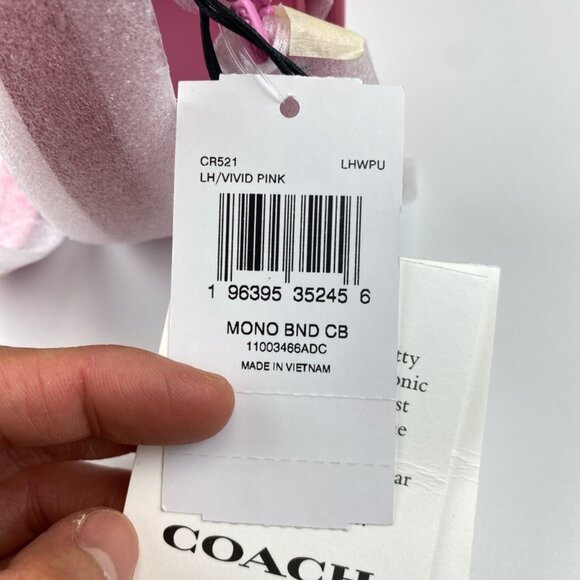 CR521 LHWPU
LH/VIVID PINK
1 96395 35245 6
MONO BND CB
11003466ADC
MADE IN VIETNAM
tty
onic
st
e
ar
COACH